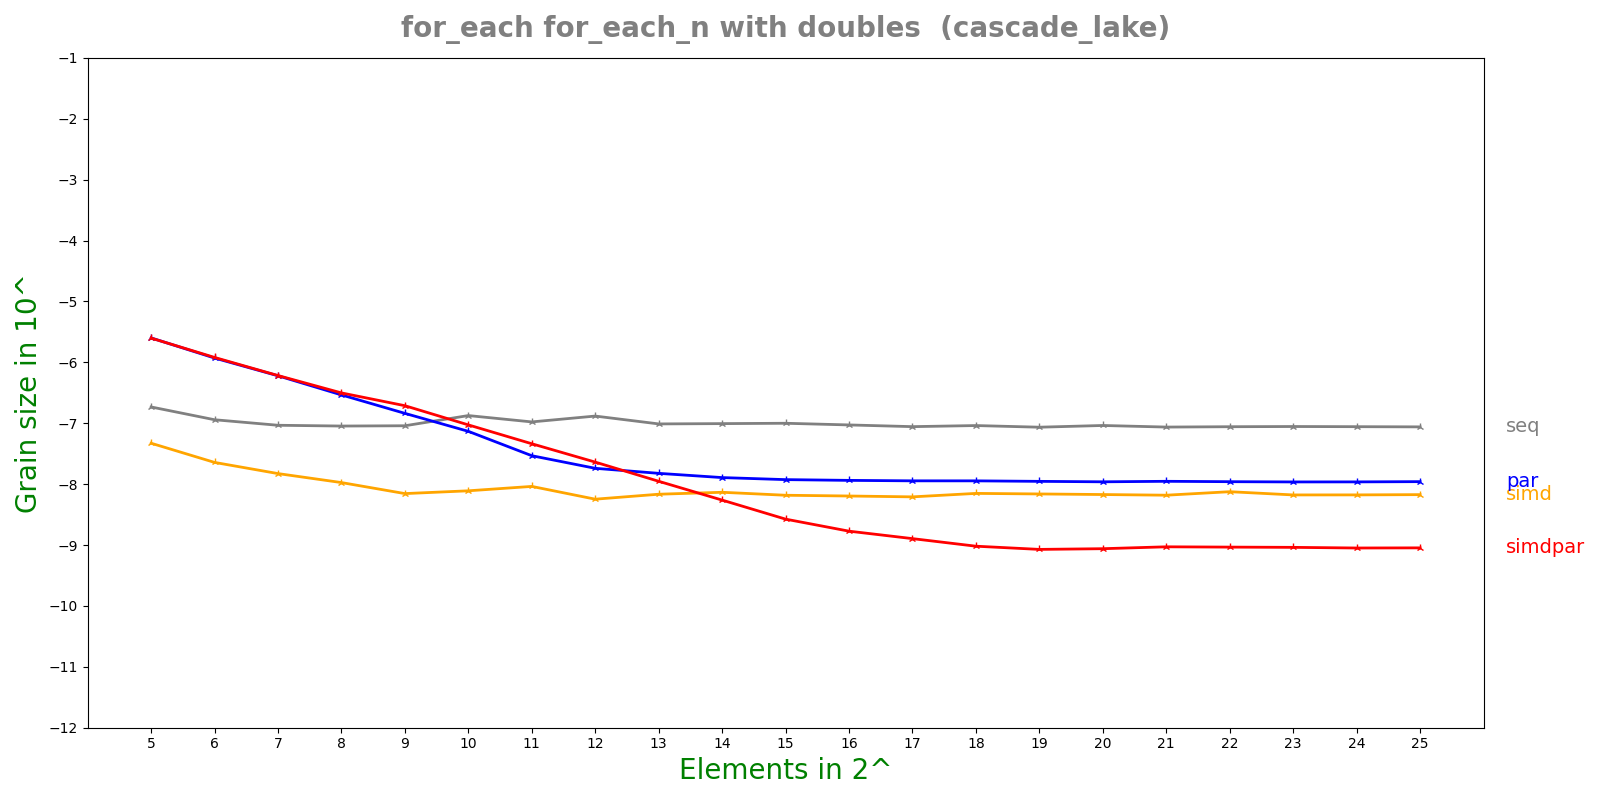 for_each for_each_n with doubles (cascade_lake)
−1
−2
−3
−4
−5
−6
−7
−8
−9
−10
−11
−12
Grain size in 10^
5 6 7 8 9 10 11 12 13 14 15 16 17 18 19 20 21 22 23 24 25
Elements in 2^
seq
par
simd
simdpar